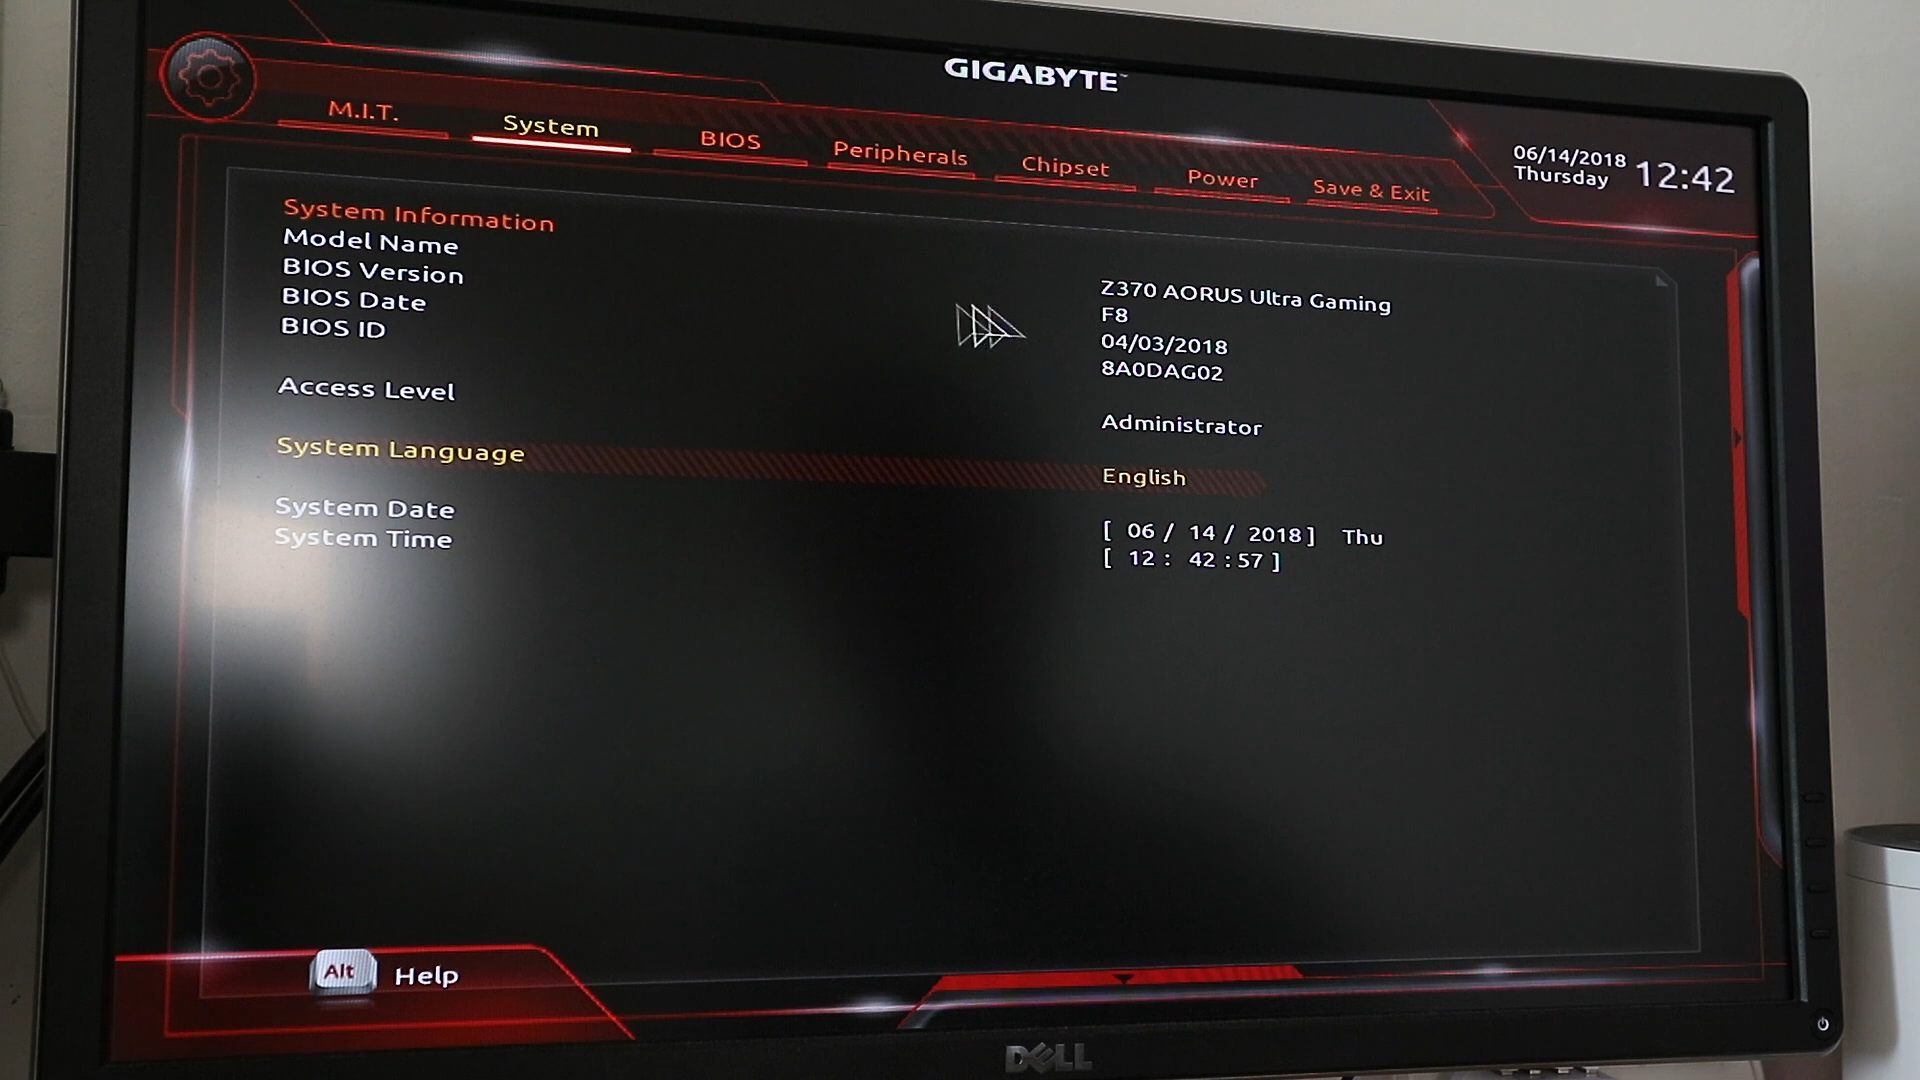 GIGABYTE™
M.I.T. System BIOS Peripherals Chipset Power Save & Exit
06/14/2018
Thursday
12:42
System Information
Model Name Z370 AORUS Ultra Gaming
BIOS Version F8
BIOS Date 04/03/2018
BIOS ID 8A0DAG02
Access Level Administrator
System Language English
System Date [ 06 / 14 / 2018] Thu
System Time [ 12 : 42 : 57 ]
Alt Help
DELL